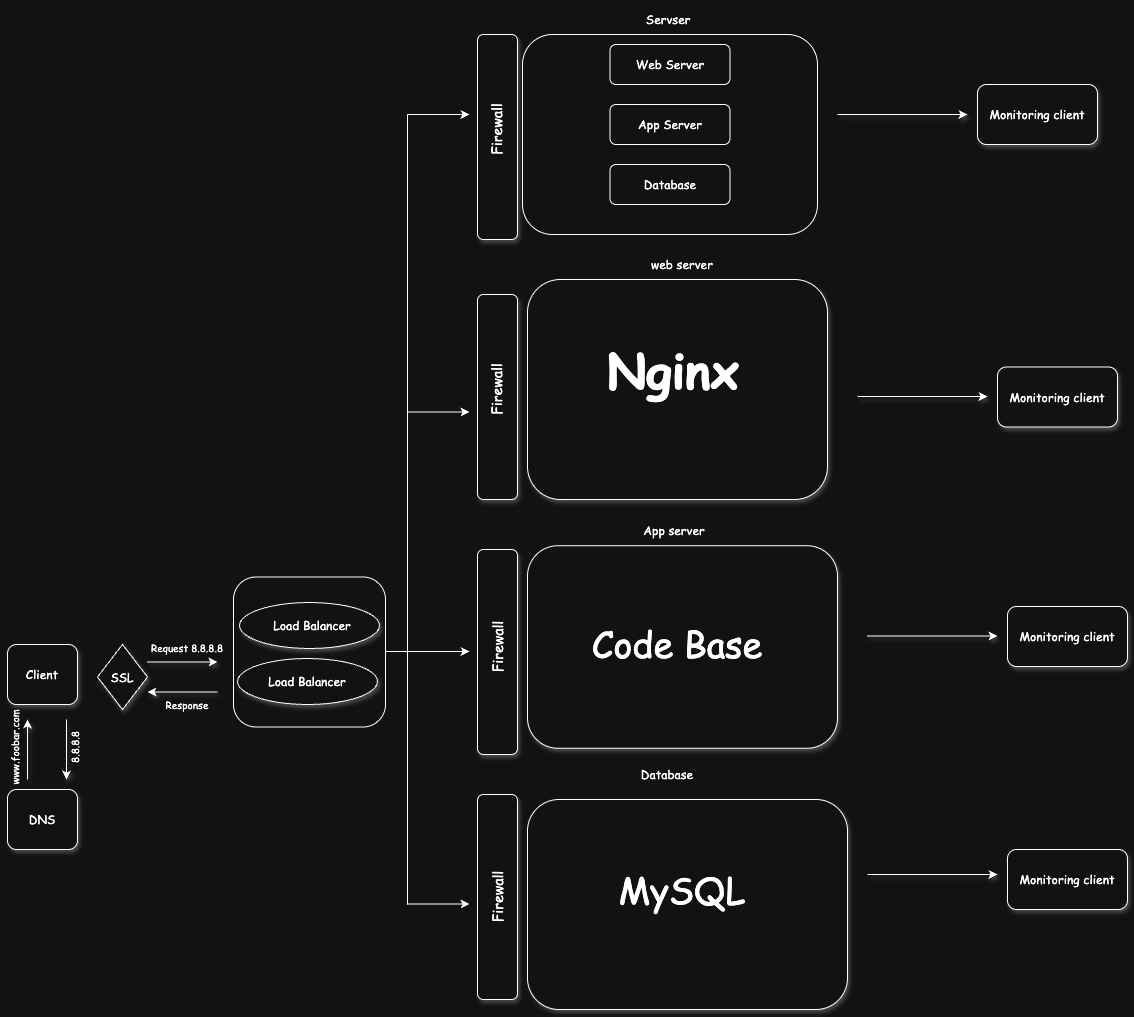 Servser
Firewall
Web Server
App Server
Database
Monitoring client
web server
Firewall
Nginx
Monitoring client
App server
Firewall
Code Base
Monitoring client
Load Balancer
Load Balancer
Client
SSL
Request 8.8.8.8
Response
www.foobar.com
8.8.8.8
DNS
Database
Firewall
MySQL
Monitoring client